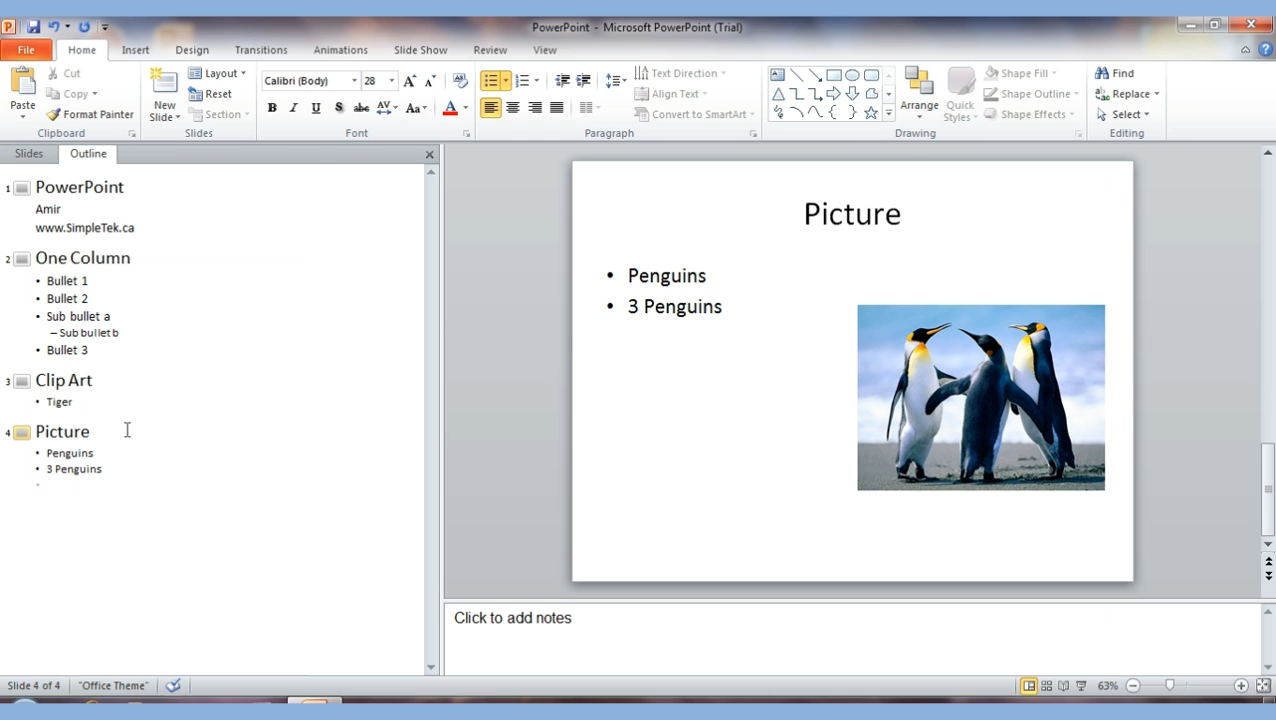 PowerPoint - Microsoft PowerPoint (Trial)
File Home Insert Design Transitions Animations Slide Show Review View
Paste
Cut
Copy
Format Painter
Clipboard
New Slide
Layout
Reset
Section
Slides
Calibri (Body) 28
Font
Text Direction
Align Text
Convert to SmartArt
Paragraph
Arrange
Quick Styles
Shape Fill
Shape Outline
Shape Effects
Drawing
Find
Replace
Select
Editing
Slides Outline
1 PowerPoint
Amir
www.SimpleTek.ca
2 One Column
• Bullet 1
• Bullet 2
• Sub bullet a
– Sub bullet b
• Bullet 3
3 Clip Art
• Tiger
4 Picture
• Penguins
• 3 Penguins
Picture
• Penguins
• 3 Penguins
Click to add notes
Slide 4 of 4 "Office Theme" 63%